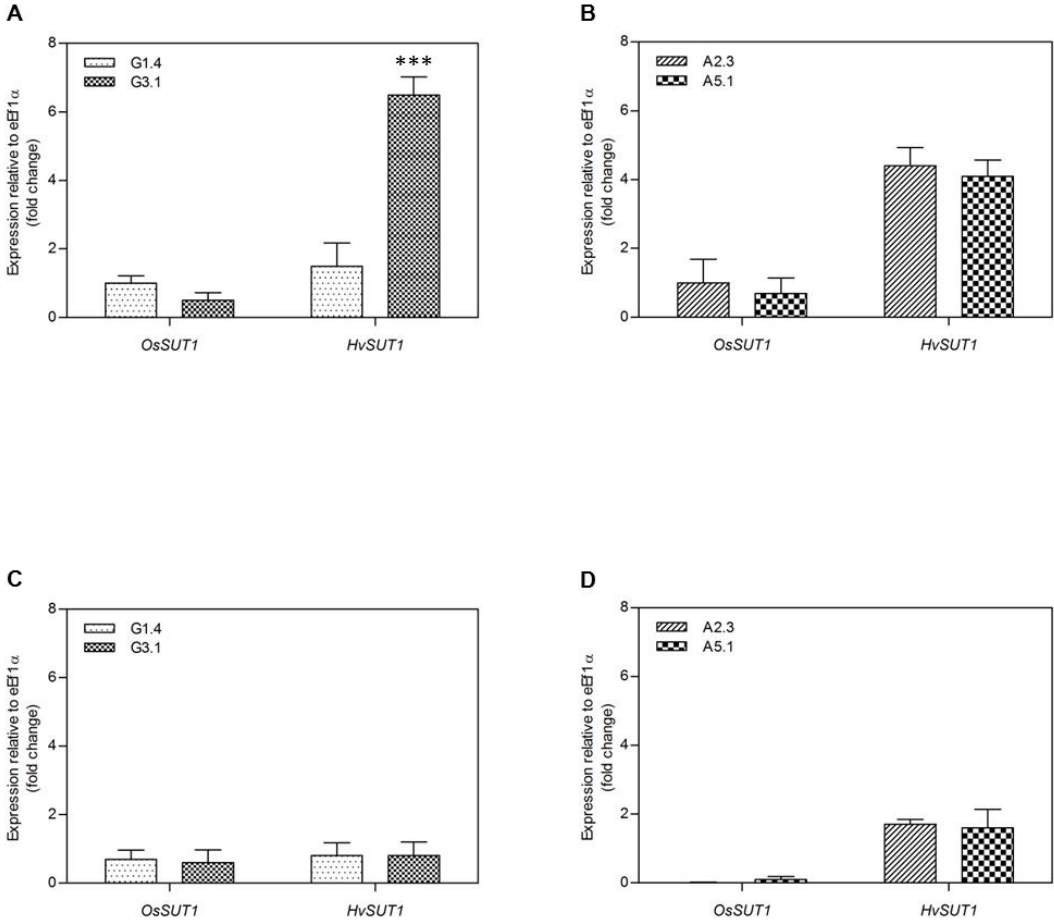 A
Expression relative to eEf1α
(fold change)
8
6
4
2
0
G1.4
G3.1
***
OsSUT1
HvSUT1
B
Expression relative to eEf1α
(fold change)
8
6
4
2
0
A2.3
A5.1
OsSUT1
HvSUT1
C
Expression relative to eEf1α
(fold change)
8
6
4
2
0
G1.4
G3.1
OsSUT1
HvSUT1
D
Expression relative to eEf1α
(fold change)
8
6
4
2
0
A2.3
A5.1
OsSUT1
HvSUT1